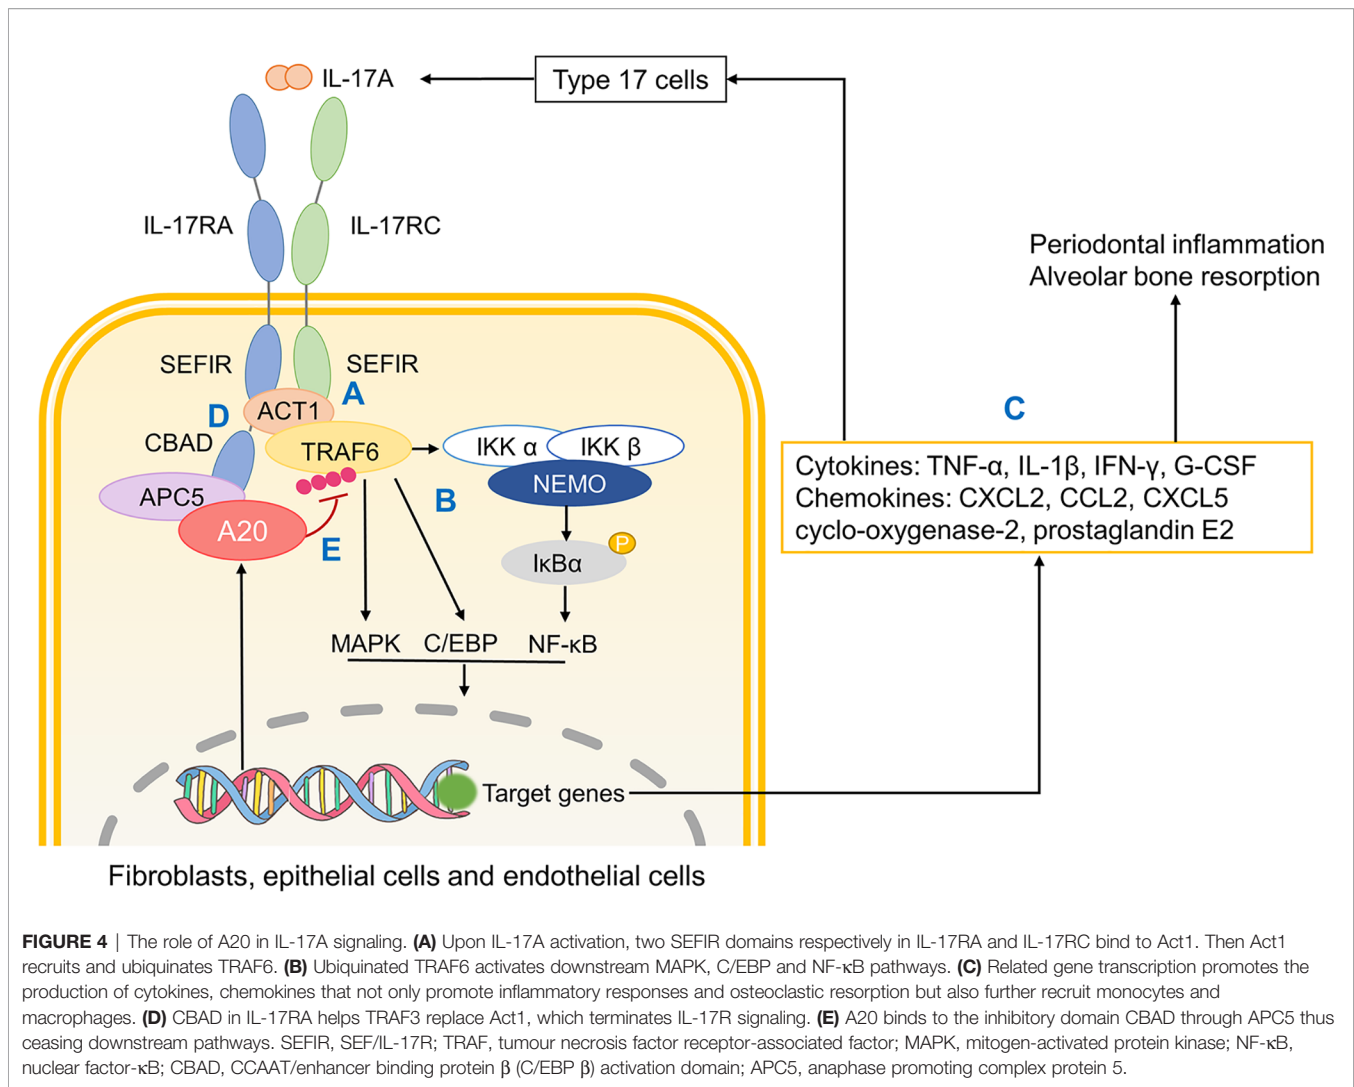 IL-17A
Type 17 cells
IL-17RA
IL-17RC
Periodontal inflammation
Alveolar bone resorption
SEFIR
SEFIR
A
D
ACT1
C
CBAD
TRAF6
IKK α
IKK β
Cytokines: TNF-α, IL-1β, IFN-γ, G-CSF
Chemokines: CXCL2, CCL2, CXCL5
cyclo-oxygenase-2, prostaglandin E2
APC5
NEMO
B
A20
E
P
IκBα
MAPK
C/EBP
NF-κB
Target genes
Fibroblasts, epithelial cells and endothelial cells
FIGURE 4 | The role of A20 in IL-17A signaling. (A) Upon IL-17A activation, two SEFIR domains respectively in IL-17RA and IL-17RC bind to Act1. Then Act1
recruits and ubiquinates TRAF6. (B) Ubiquinated TRAF6 activates downstream MAPK, C/EBP and NF-κB pathways. (C) Related gene transcription promotes the
production of cytokines, chemokines that not only promote inflammatory responses and osteoclastic resorption but also further recruit monocytes and
macrophages. (D) CBAD in IL-17RA helps TRAF3 replace Act1, which terminates IL-17R signaling. (E) A20 binds to the inhibitory domain CBAD through APC5 thus
ceasing downstream pathways. SEFIR, SEF/IL-17R; TRAF, tumour necrosis factor receptor-associated factor; MAPK, mitogen-activated protein kinase; NF-κB,
nuclear factor-κB; CBAD, CCAAT/enhancer binding protein β (C/EBP β) activation domain; APC5, anaphase promoting complex protein 5.